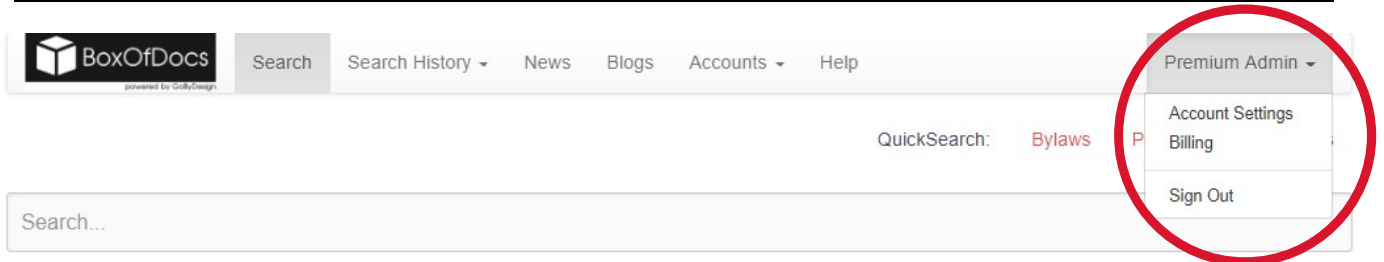 BoxOfDocs
powered by GollyDesign
Search Search History News Blogs Accounts Help Premium Admin
Account Settings
QuickSearch: Bylaws Billing
Sign Out
Search...